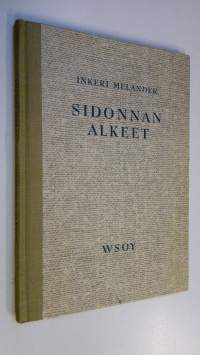 INKERI MELANDER
SIDONNAN
ALKEET
WSOY